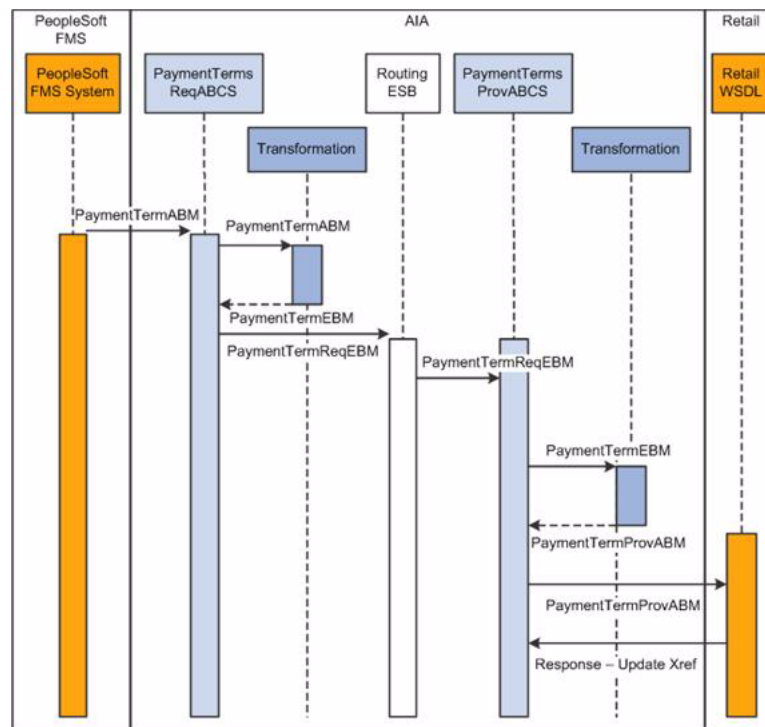 PeopleSoft
FMS
AIA
Retail
PeopleSoft
FMS System
PaymentTerms
ReqABCS
Routing
ESB
PaymentTerms
ProvABCS
Retail
WSDL
Transformation
Transformation
PaymentTermABM
PaymentTermABM
PaymentTermEBM
PaymentTermReqEBM
PaymentTermReqEBM
PaymentTermEBM
PaymentTermProvABM
PaymentTermProvABM
Response – Update Xref